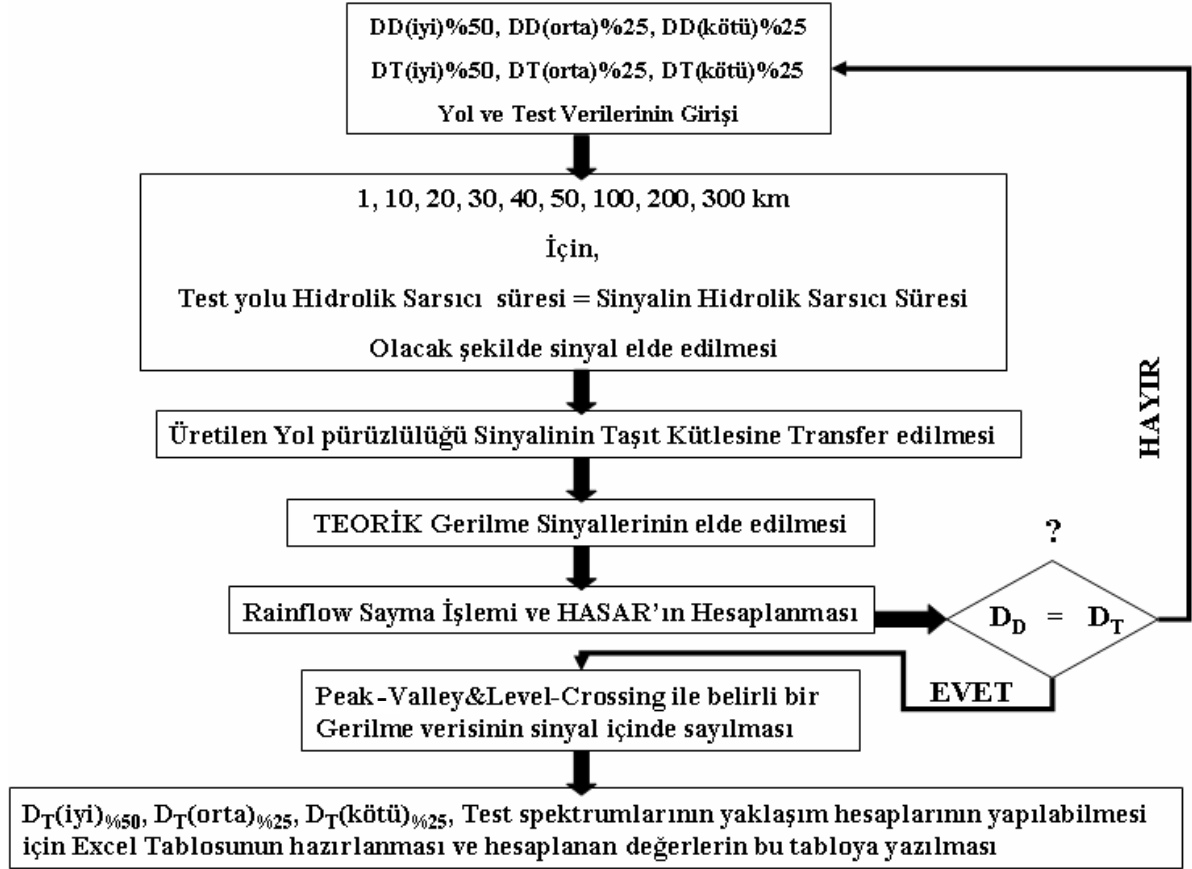 DD(iyi)%50, DD(orta)%25, DD(kötü)%25
DT(iyi)%50, DT(orta)%25, DT(kötü)%25
Yol ve Test Verilerinin Girişi
1, 10, 20, 30, 40, 50, 100, 200, 300 km
İçin,
Test yolu Hidrolik Sarsıcı süresi = Sinyalin Hidrolik Sarsıcı Süresi
Olacak şekilde sinyal elde edilmesi
Üretilen Yol pürüzlülüğü Sinyalinin Taşıt Kütlesine Transfer edilmesi
TEORİK Gerilme Sinyallerinin elde edilmesi
Rainflow Sayma İşlemi ve HASAR’ın Hesaplanması
?
D_D = D_T
HAYIR
EVET
Peak-Valley&Level-Crossing ile belirli bir
Gerilme verisinin sinyal içinde sayılması
D_T(iyi)%50, D_T(orta)%25, D_T(kötü)%25, Test spektrumlarının yaklaşım hesaplarının yapılabilmesi
için Excel Tablosunun hazırlanması ve hesaplanan değerlerin bu tabloya yazılması